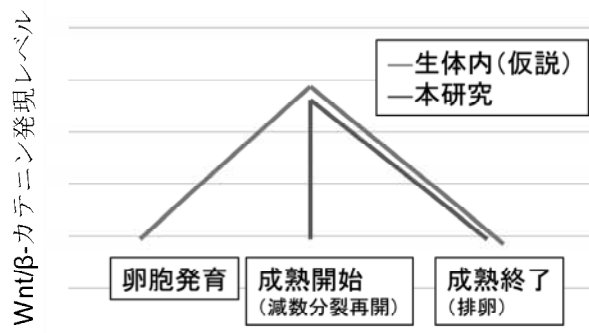 Wnt/β-カテニン発現レベル
生体内(仮説)
本研究
卵胞発育
成熟開始
(減数分裂再開)
成熟終了
(排卵)